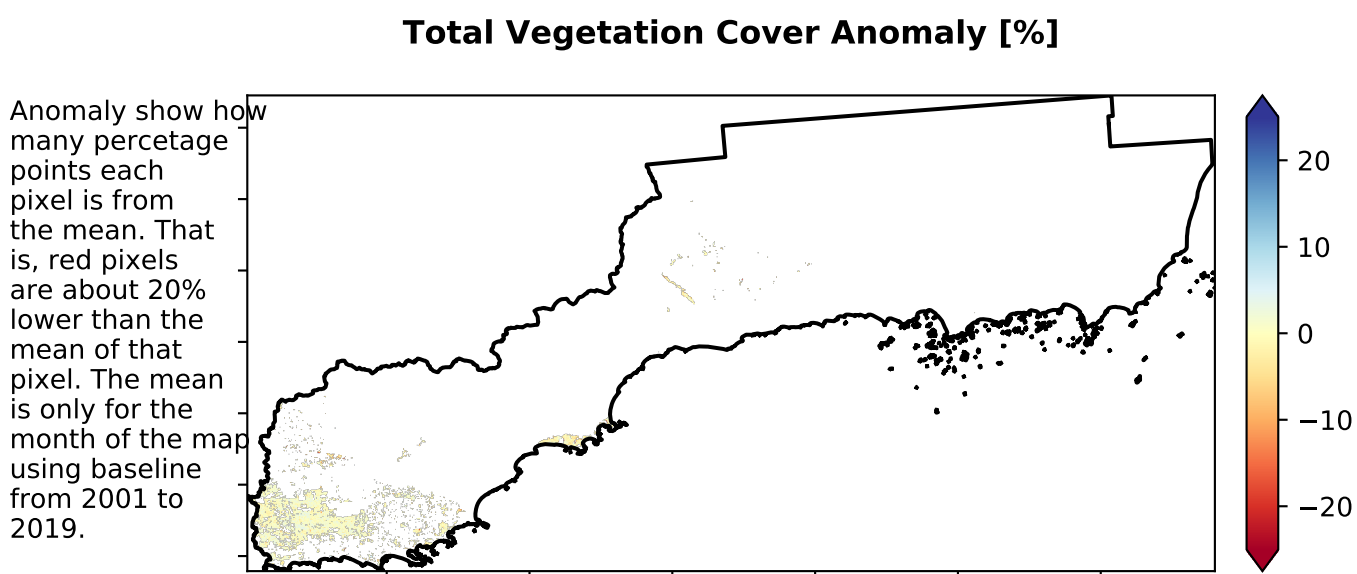 Total Vegetation Cover Anomaly [%]
Anomaly show how
many percetage
points each
pixel is from
the mean. That
is, red pixels
are about 20%
lower than the
mean of that
pixel. The mean
is only for the
month of the map
using baseline
from 2001 to
2019.
20
10
0
−10
−20